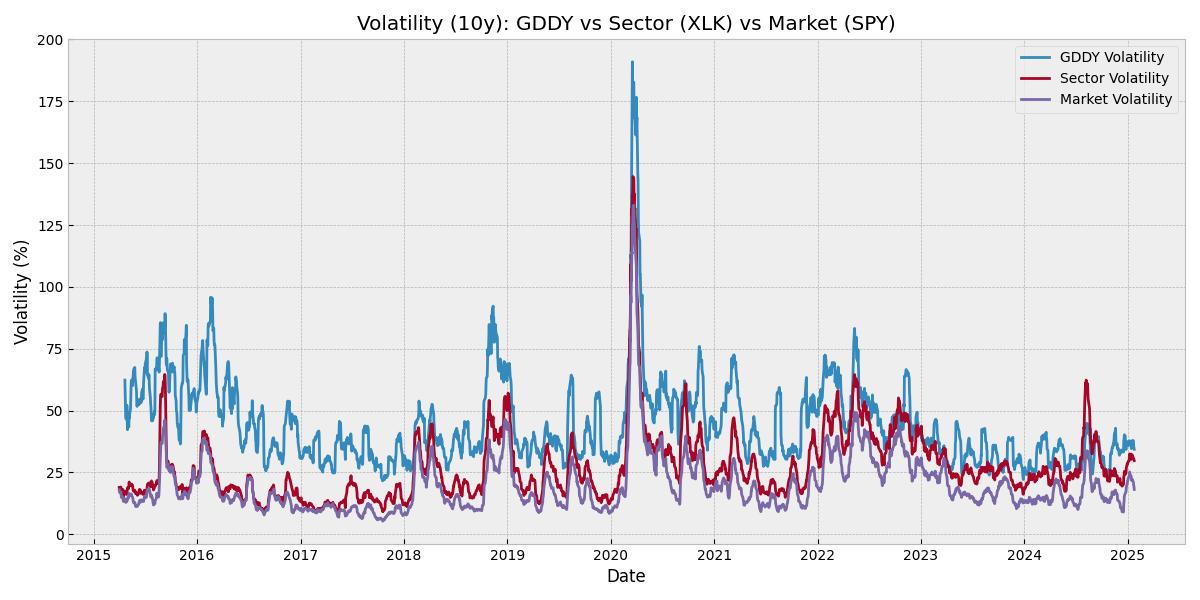 Volatility (10y): GDDY vs Sector (XLK) vs Market (SPY)
GDDY Volatility
Sector Volatility
Market Volatility
Volatility (%)
200
175
150
125
100
75
50
25
0
2015 2016 2017 2018 2019 2020 2021 2022 2023 2024 2025
Date